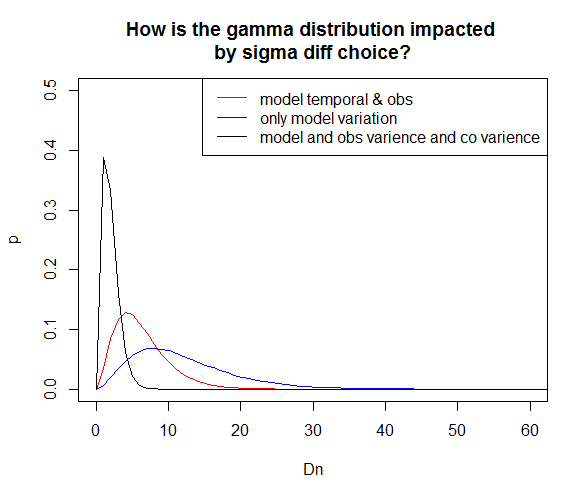 How is the gamma distribution impacted
by sigma diff choice?
model temporal & obs
only model variation
model and obs varience and co varience
p
0.5
0.4
0.3
0.2
0.1
0.0
0 10 20 30 40 50 60
Dn